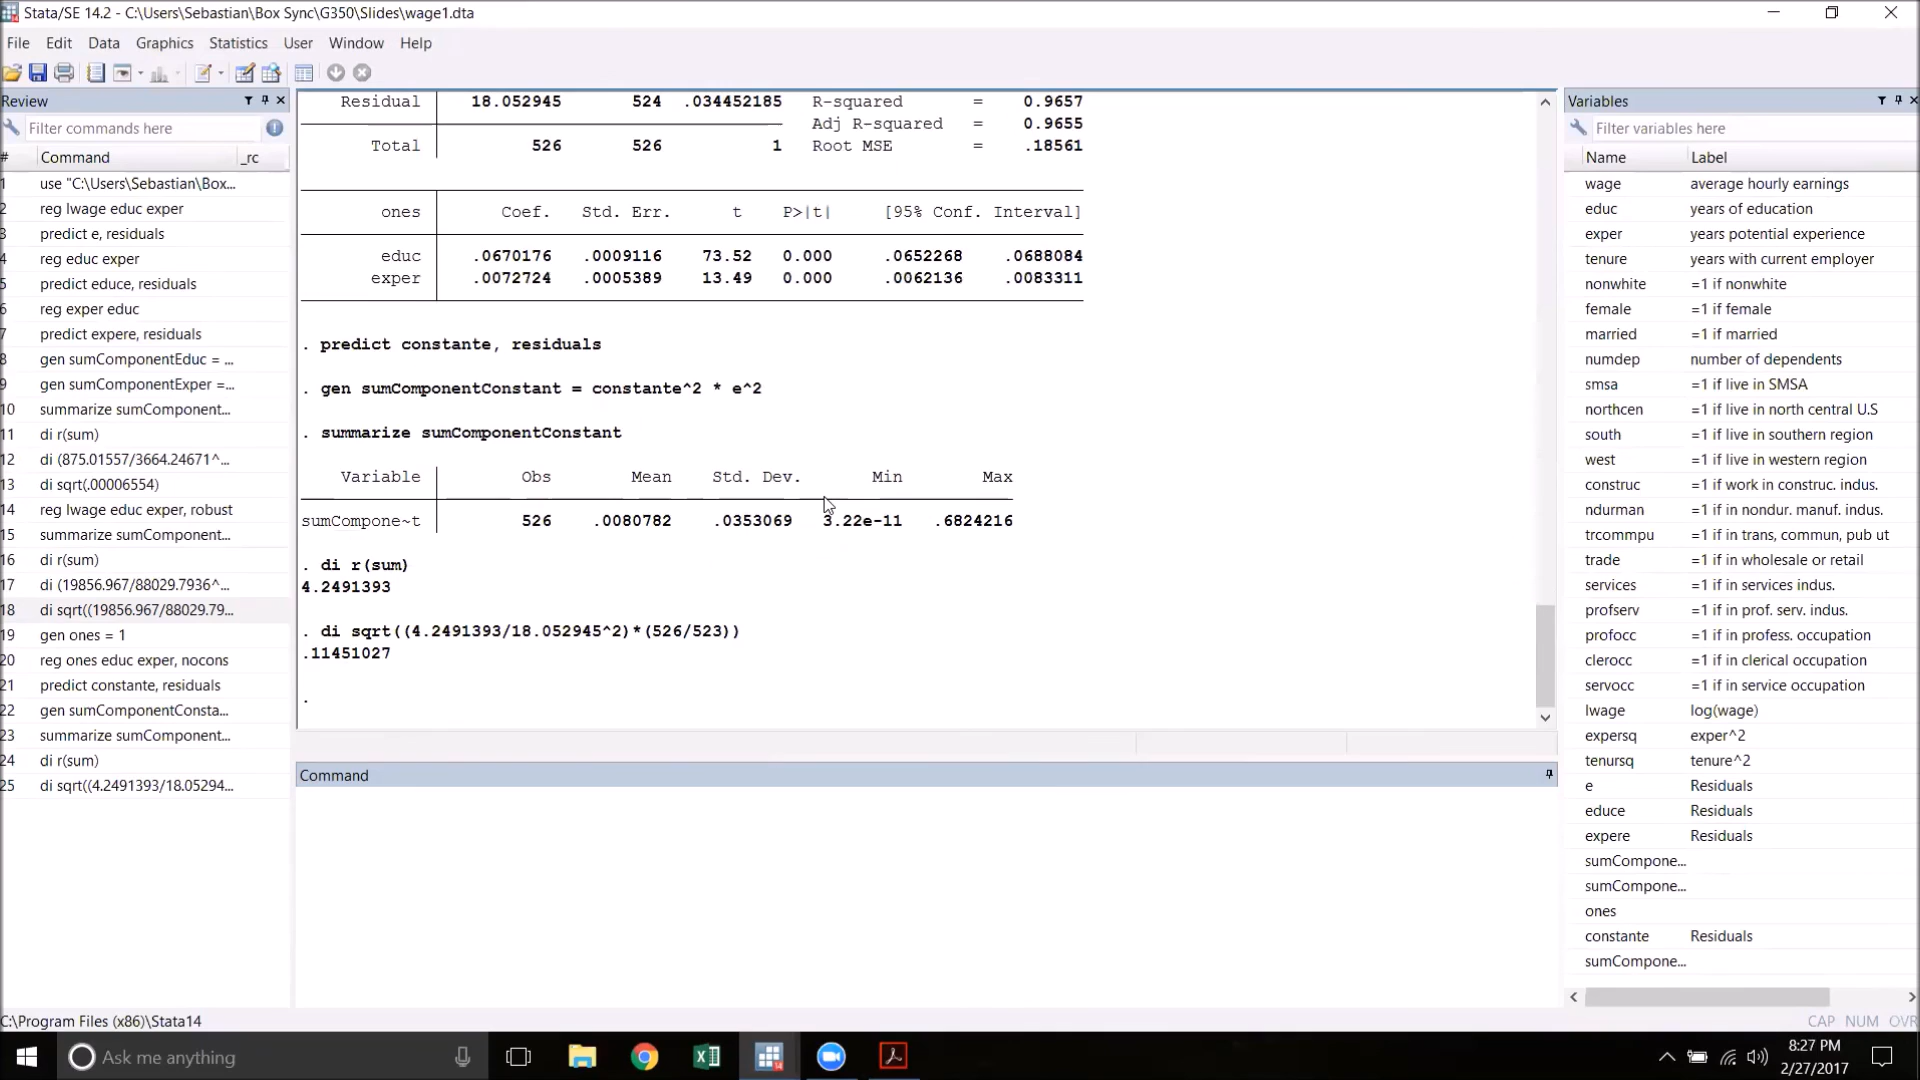 Stata/SE 14.2 - C:\Users\Sebastian\Box Sync\G350\Slides\wage1.dta
File Edit Data Graphics Statistics User Window Help
Review
Filter commands here
# Command _rc
1 use "C:\Users\Sebastian\Box...
2 reg lwage educ exper
3 predict e, residuals
4 reg educ exper
5 predict educe, residuals
6 reg exper educ
7 predict expere, residuals
8 gen sumComponentEduc = ...
9 gen sumComponentExper =...
10 summarize sumComponent...
11 di r(sum)
12 di (875.01557/3664.24671^...
13 di sqrt(.00006554)
14 reg lwage educ exper, robust
15 summarize sumComponent...
16 di r(sum)
17 di (19856.967/88029.7936^...
18 di sqrt((19856.967/88029.79...
19 gen ones = 1
20 reg ones educ exper, nocons
21 predict constante, residuals
22 gen sumComponentConsta...
23 summarize sumComponent...
24 di r(sum)
25 di sqrt((4.2491393/18.05294...
Residual 18.052945 524 .034452185 R-squared = 0.9657
Adj R-squared = 0.9655
Total 526 526 1 Root MSE = .18561
ones Coef. Std. Err. t P>|t| [95% Conf. Interval]
educ .0670176 .0009116 73.52 0.000 .0652268 .0688084
exper .0072724 .0005389 13.49 0.000 .0062136 .0083311
. predict constante, residuals
. gen sumComponentConstant = constante^2 * e^2
. summarize sumComponentConstant
Variable Obs Mean Std. Dev. Min Max
sumCompone~t 526 .0080782 .0353069 3.22e-11 .6824216
. di r(sum)
4.2491393
. di sqrt((4.2491393/18.052945^2)*(526/523))
.11451027
.
Command
Variables
Filter variables here
Name Label
wage average hourly earnings
educ years of education
exper years potential experience
tenure years with current employer
nonwhite =1 if nonwhite
female =1 if female
married =1 if married
numdep number of dependents
smsa =1 if live in SMSA
northcen =1 if live in north central U.S
south =1 if live in southern region
west =1 if live in western region
construc =1 if work in construc. indus.
ndurman =1 if in nondur. manuf. indus.
trcommpu =1 if in trans, commun, pub ut
trade =1 if in wholesale or retail
services =1 if in services indus.
profserv =1 if in prof. serv. indus.
profocc =1 if in profess. occupation
clerocc =1 if in clerical occupation
servocc =1 if in service occupation
lwage log(wage)
expersq exper^2
tenursq tenure^2
e Residuals
educe Residuals
expere Residuals
sumCompone...
sumCompone...
ones
constante Residuals
sumCompone...
C:\Program Files (x86)\Stata14
CAP NUM OVR
Ask me anything
8:27 PM
2/27/2017